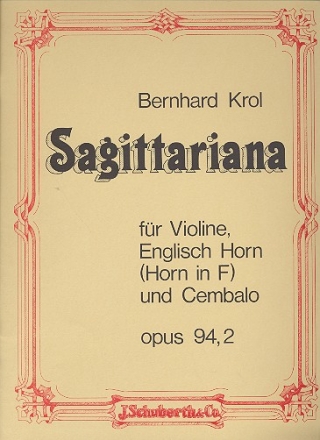 Bernhard Krol
Sagittariana
für Violine,
Englisch Horn
(Horn in F)
und Cembalo
opus 94,2
J. Schuberth & Co.